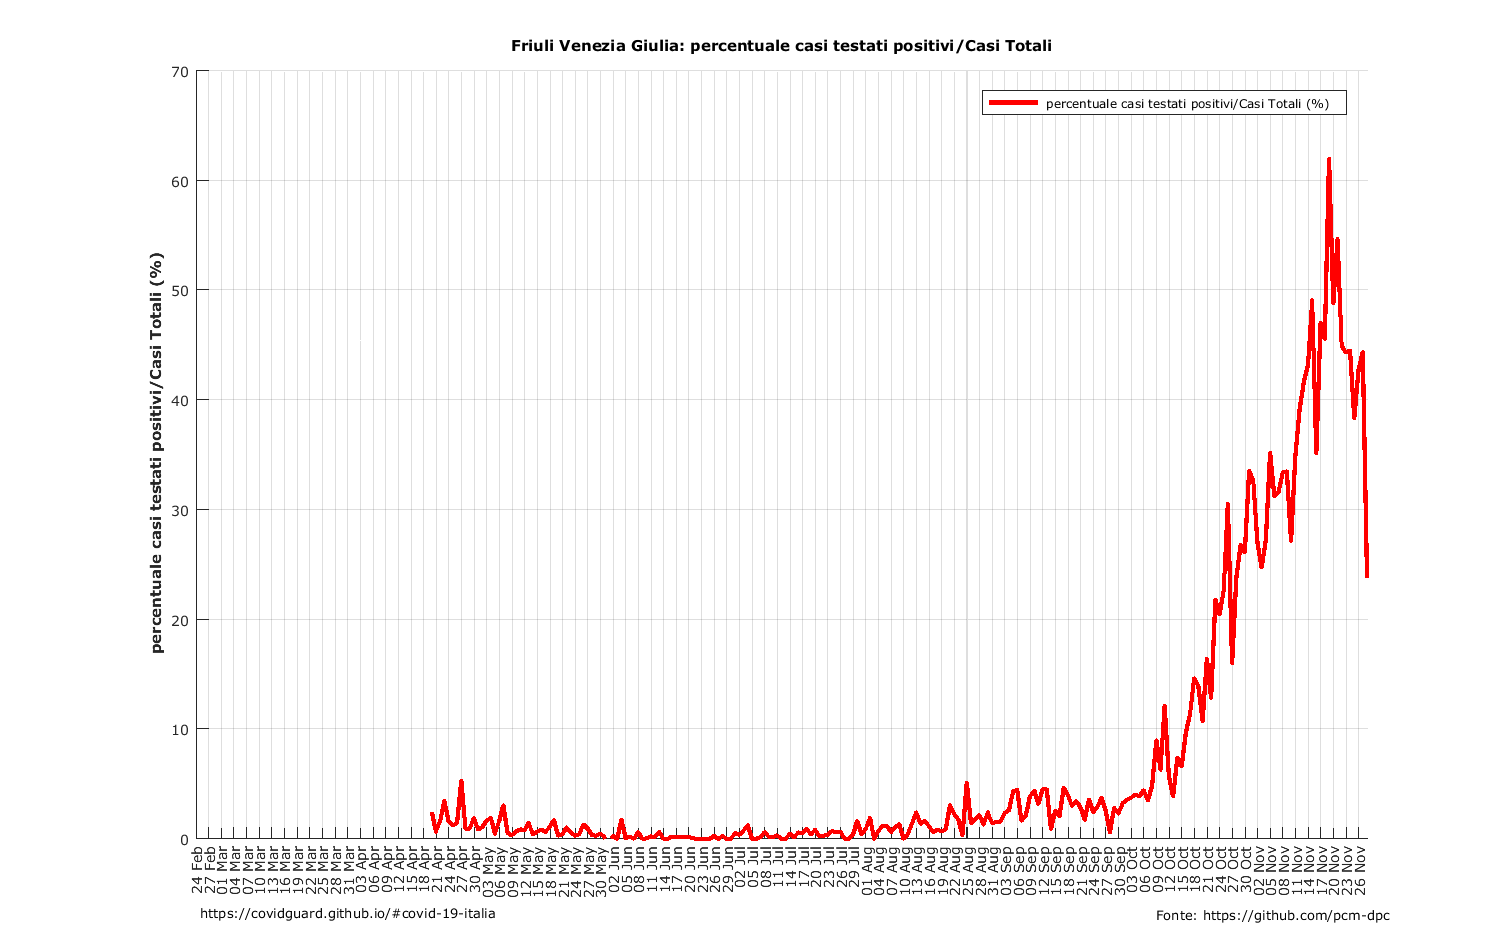 Friuli Venezia Giulia: percentuale casi testati positivi/Casi Totali
percentuale casi testati positivi/Casi Totali (%)
percentuale casi testati positivi/Casi Totali (%)
70
60
50
40
30
20
10
0
24 Feb
27 Feb
01 Mar
04 Mar
07 Mar
10 Mar
13 Mar
16 Mar
19 Mar
22 Mar
25 Mar
28 Mar
31 Mar
03 Apr
06 Apr
09 Apr
12 Apr
15 Apr
18 Apr
21 Apr
24 Apr
27 Apr
30 Apr
03 May
06 May
09 May
12 May
15 May
18 May
21 May
24 May
27 May
30 May
02 Jun
05 Jun
08 Jun
11 Jun
14 Jun
17 Jun
20 Jun
23 Jun
26 Jun
29 Jun
02 Jul
05 Jul
08 Jul
11 Jul
14 Jul
17 Jul
20 Jul
23 Jul
26 Jul
29 Jul
01 Aug
04 Aug
07 Aug
10 Aug
13 Aug
16 Aug
19 Aug
22 Aug
25 Aug
28 Aug
31 Aug
03 Sep
06 Sep
09 Sep
12 Sep
15 Sep
18 Sep
21 Sep
24 Sep
27 Sep
30 Sep
03 Oct
06 Oct
09 Oct
12 Oct
15 Oct
18 Oct
21 Oct
24 Oct
27 Oct
30 Oct
02 Nov
05 Nov
08 Nov
11 Nov
14 Nov
17 Nov
20 Nov
23 Nov
26 Nov
https://covidguard.github.io/#covid-19-italia
Fonte: https://github.com/pcm-dpc